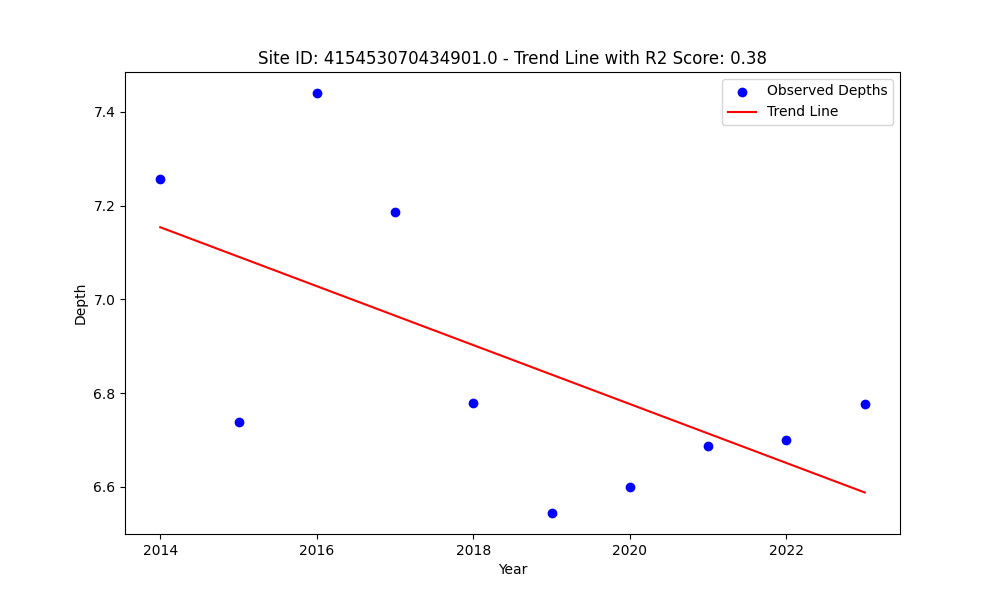 Site ID: 415453070434901.0 - Trend Line with R2 Score: 0.38
Observed Depths
Trend Line
7.4
7.2
7.0
6.8
6.6
Depth
2014
2016
2018
2020
2022
Year